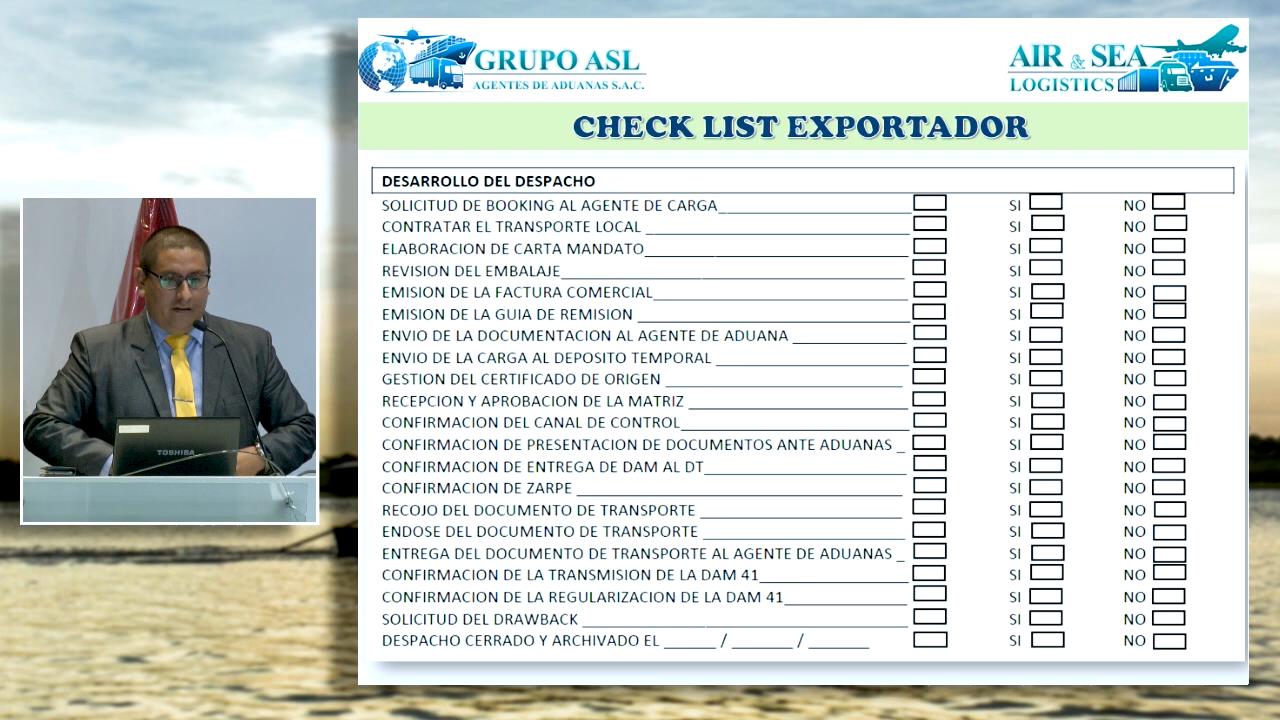 GRUPO ASL
AGENTES DE ADUANAS S.A.C.
AIR & SEA
LOGISTICS
CHECK LIST EXPORTADOR
DESARROLLO DEL DESPACHO
SOLICITUD DE BOOKING AL AGENTE DE CARGA SI NO
CONTRATAR EL TRANSPORTE LOCAL SI NO
ELABORACION DE CARTA MANDATO SI NO
REVISION DEL EMBALAJE SI NO
EMISION DE LA FACTURA COMERCIAL SI NO
EMISION DE LA GUIA DE REMISION SI NO
ENVIO DE LA DOCUMENTACION AL AGENTE DE ADUANA SI NO
ENVIO DE LA CARGA AL DEPOSITO TEMPORAL SI NO
GESTION DEL CERTIFICADO DE ORIGEN SI NO
RECEPCION Y APROBACION DE LA MATRIZ SI NO
CONFIRMACION DEL CANAL DE CONTROL SI NO
CONFIRMACION DE PRESENTACION DE DOCUMENTOS ANTE ADUANAS SI NO
CONFIRMACION DE ENTREGA DE DAM AL DT SI NO
CONFIRMACION DE ZARPE SI NO
RECOJO DEL DOCUMENTO DE TRANSPORTE SI NO
ENDOSE DEL DOCUMENTO DE TRANSPORTE SI NO
ENTREGA DEL DOCUMENTO DE TRANSPORTE AL AGENTE DE ADUANAS SI NO
CONFIRMACION DE LA TRANSMISION DE LA DAM 41 SI NO
CONFIRMACION DE LA REGULARIZACION DE LA DAM 41 SI NO
SOLICITUD DEL DRAWBACK SI NO
DESPACHO CERRADO Y ARCHIVADO EL ______ / _______ / _______ SI NO
TOSHIBA